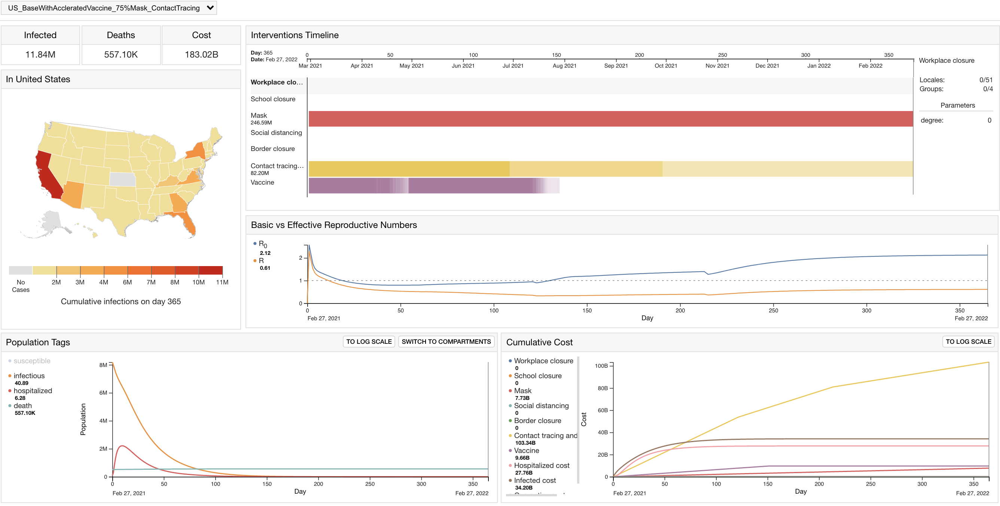 US_BaseWithAccleratedVaccine_75%Mask_ContactTracing
Infected Deaths Cost
11.84M 557.10K 183.02B
In United States
No Cases 2M 3M 4M 6M 7M 8M 10M 11M
Cumulative infections on day 365
Interventions Timeline
Day: 365
Date: Feb 27, 2022
0 50 100 150 200 250 300 350
Mar 2021 Apr 2021 May 2021 Jun 2021 Jul 2021 Aug 2021 Sep 2021 Oct 2021 Nov 2021 Dec 2021 Jan 2022 Feb 2022
Workplace clo...
School closure
Mask
246.59M
Social distancing
Border closure
Contact tracing...
82.20M
Vaccine
Workplace closure
Locales: 0/51
Groups: 0/4
Parameters
degree: 0
Basic vs Effective Reproductive Numbers
R0
2.12
R
0.61
2
1
0
0 50 100 150 200 250 300 350
Feb 27, 2021 Day Feb 27, 2022
Population Tags TO LOG SCALE SWITCH TO COMPARTMENTS
susceptible
infectious
40.89
hospitalized
6.28
death
557.10K
Population
8M
6M
4M
2M
0
0 50 100 150 200 250 300 350
Feb 27, 2021 Day Feb 27, 2022
Cumulative Cost TO LOG SCALE
Workplace closure
0
School closure
0
Mask
7.73B
Social distancing
0
Border closure
0
Contact tracing and
103.34B
Vaccine
9.66B
Hospitalized cost
27.76B
Infected cost
34.20B
Cost
100B
80B
60B
40B
20B
0
0 50 100 150 200 250 300 350
Feb 27, 2021 Day Feb 27, 2022